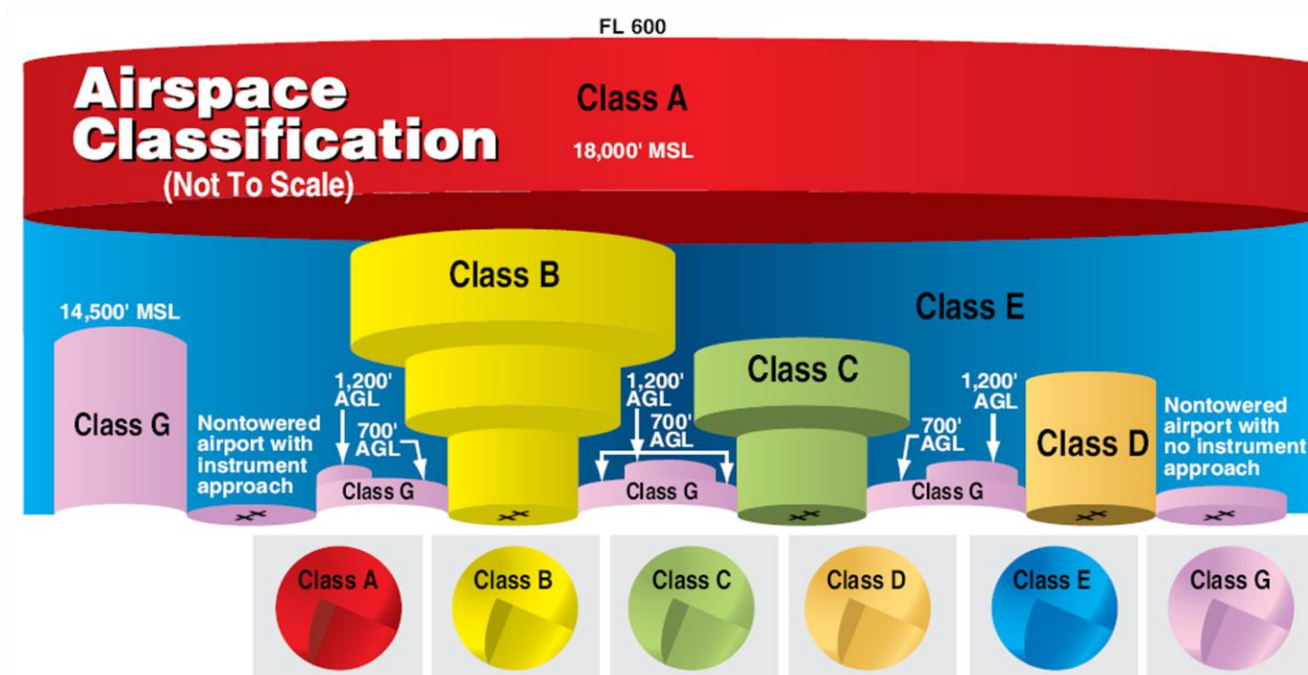 FL 600
Airspace
Classification
(Not To Scale)
Class A
18,000' MSL
Class B
Class E
14,500' MSL
Class C
1,200'
AGL
1,200'
AGL
1,200'
AGL
Class G
Nontowered
airport with
instrument
approach
700'
AGL
700'
AGL
700'
AGL
Class D
Nontowered
airport with
no instrument
approach
Class G
Class G
Class G
Class A
Class B
Class C
Class D
Class E
Class G